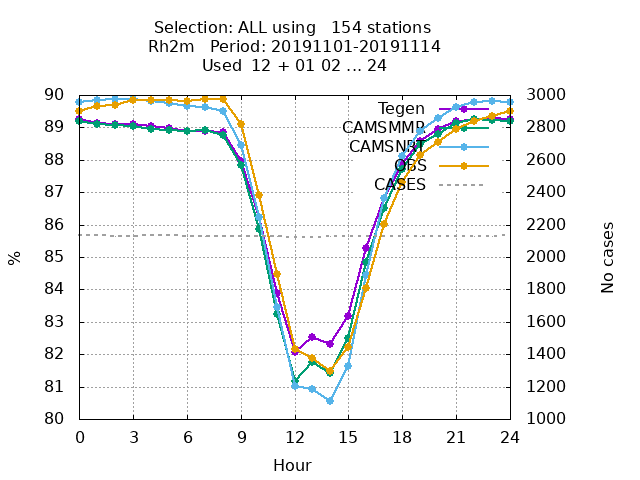 Selection: ALL using   154 stations
Rh2m   Period: 20191101-20191114
Used  12 + 01 02 ... 24
90
89
88
87
86
85
84
83
82
81
80
3000
2800
2600
2400
2200
2000
1800
1600
1400
1200
1000
%
No cases
Tegen
CAMSMMP
CAMSNRT
OBS
CASES
0 3 6 9 12 15 18 21 24
Hour